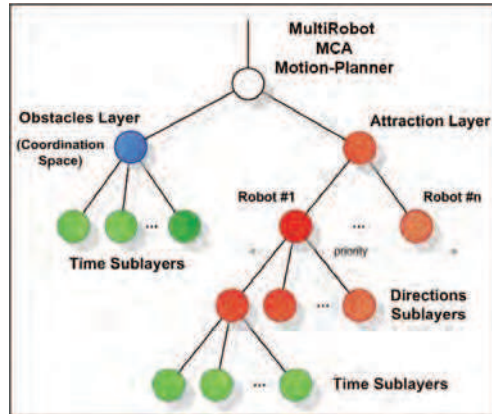 MultiRobot
MCA
Motion-Planner
Obstacles Layer
(Coordination
Space)
Attraction Layer
Robot #1
...
Robot #n
...
Time Sublayers
priority
...
Directions
Sublayers
...
Time Sublayers